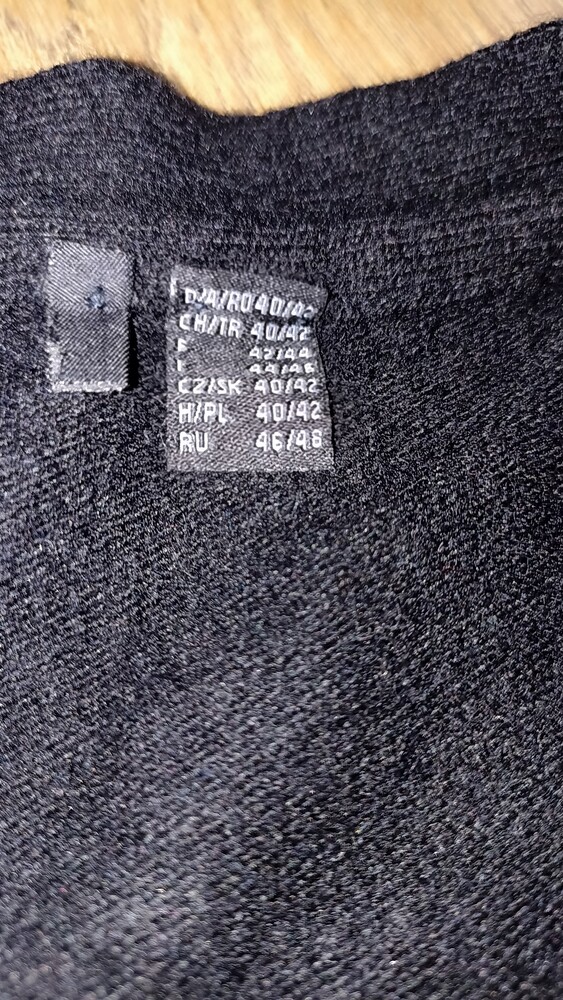 D/A/RO 40/42
CH/TR 40/42
F 42/44
I 44/46
CZ/SK 40/42
H/PL 40/42
RU 46/48